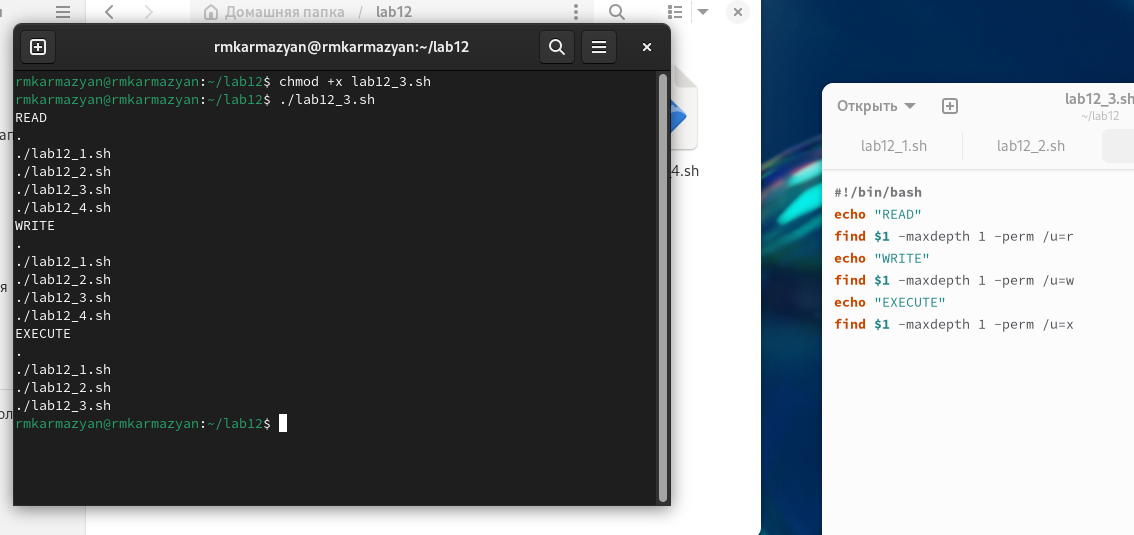 Домашняя папка / lab12
rmkarmazyan@rmkarmazyan:~/lab12
rmkarmazyan@rmkarmazyan:~/lab12$ chmod +x lab12_3.sh
rmkarmazyan@rmkarmazyan:~/lab12$ ./lab12_3.sh
READ
.
./lab12_1.sh
./lab12_2.sh
./lab12_3.sh
./lab12_4.sh
WRITE
.
./lab12_1.sh
./lab12_2.sh
./lab12_3.sh
./lab12_4.sh
EXECUTE
.
./lab12_1.sh
./lab12_2.sh
./lab12_3.sh
rmkarmazyan@rmkarmazyan:~/lab12$
_4.sh
Открыть
lab12_3.sh
~/lab12
lab12_1.sh
lab12_2.sh
#!/bin/bash
echo "READ"
find $1 -maxdepth 1 -perm /u=r
echo "WRITE"
find $1 -maxdepth 1 -perm /u=w
echo "EXECUTE"
find $1 -maxdepth 1 -perm /u=x